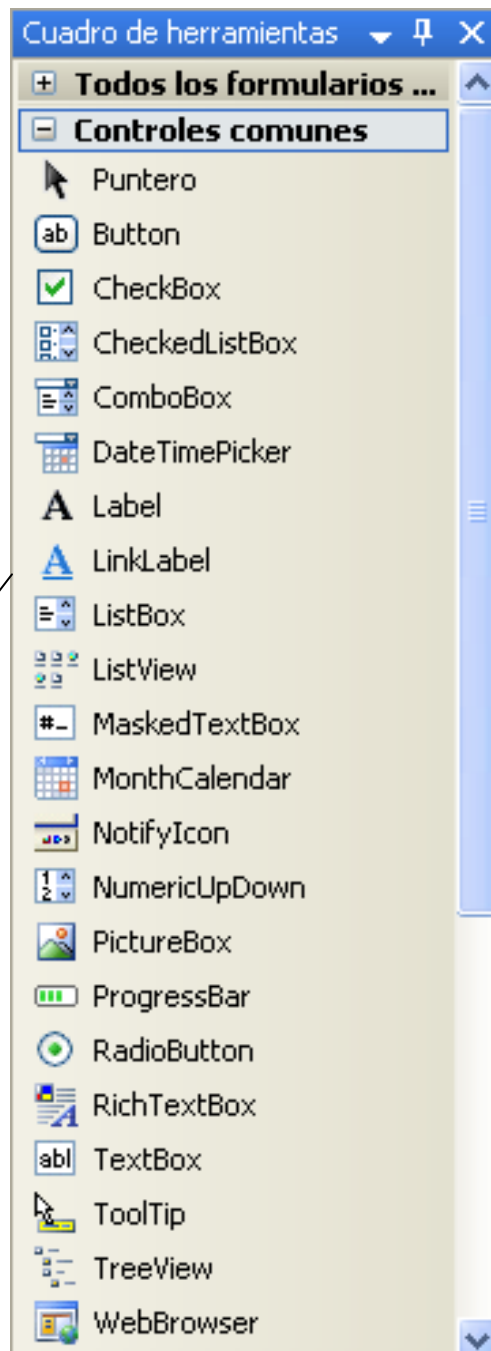 Cuadro de herramientas
Todos los formularios ...
Controles comunes
Puntero
Button
CheckBox
CheckedListBox
ComboBox
DateTimePicker
Label
LinkLabel
ListBox
ListView
MaskedTextBox
MonthCalendar
NotifyIcon
NumericUpDown
PictureBox
ProgressBar
RadioButton
RichTextBox
TextBox
ToolTip
TreeView
WebBrowser